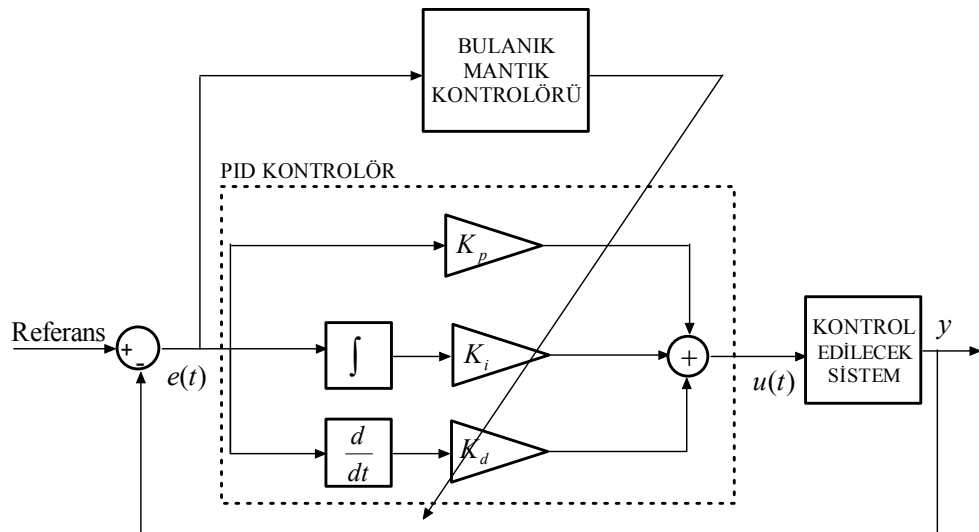 BULANIK
MANTIK
KONTROLÖRÜ
PID KONTROLÖR
K_p
Referans
+
-
e(t)
∫
K_i
+
u(t)
KONTROL
EDİLECEK
SİSTEM
y
d
dt
K_d